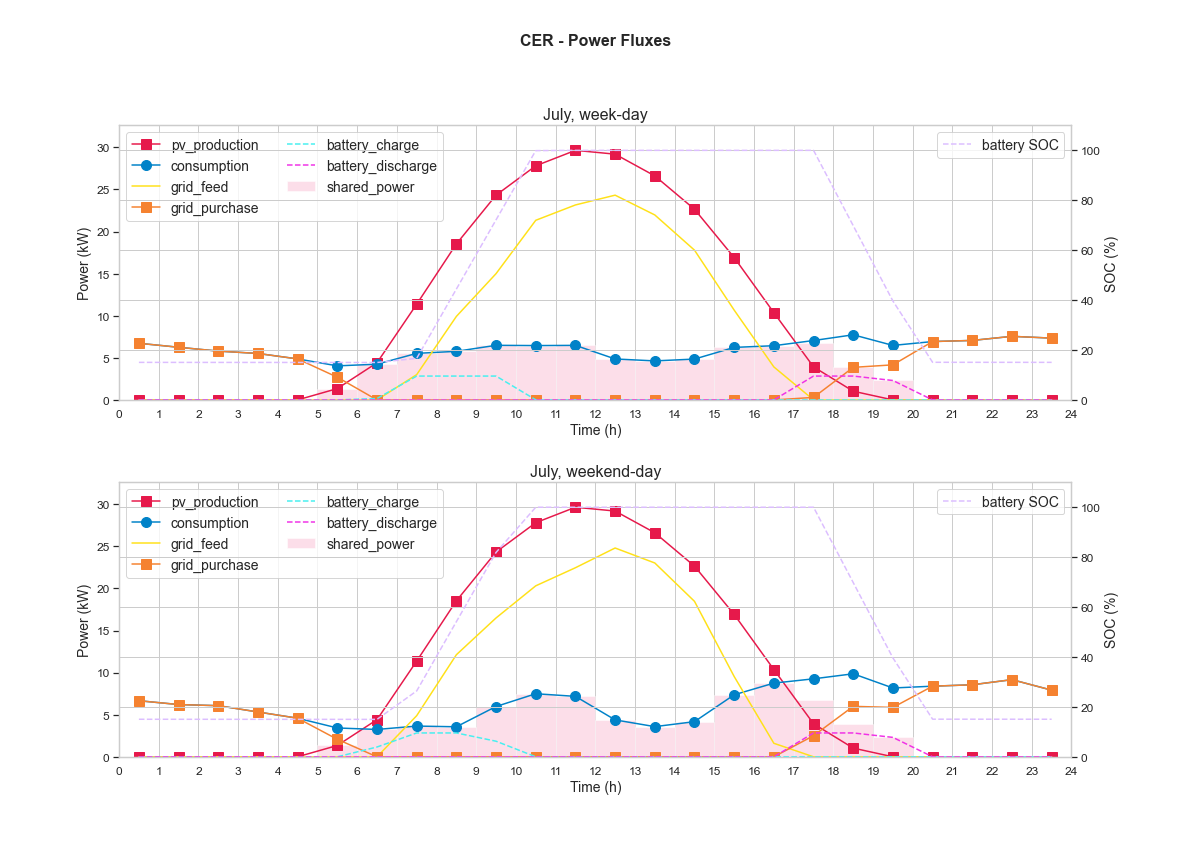 CER - Power Fluxes
July, week-day
pv_production
consumption
grid_feed
grid_purchase
battery_charge
battery_discharge
shared_power
battery SOC
Power (kW)
30
25
20
15
10
5
0
SOC (%)
100
80
60
40
20
0
0 1 2 3 4 5 6 7 8 9 10 11 12 13 14 15 16 17 18 19 20 21 22 23 24
Time (h)
July, weekend-day
pv_production
consumption
grid_feed
grid_purchase
battery_charge
battery_discharge
shared_power
battery SOC
Power (kW)
30
25
20
15
10
5
0
SOC (%)
100
80
60
40
20
0
0 1 2 3 4 5 6 7 8 9 10 11 12 13 14 15 16 17 18 19 20 21 22 23 24
Time (h)